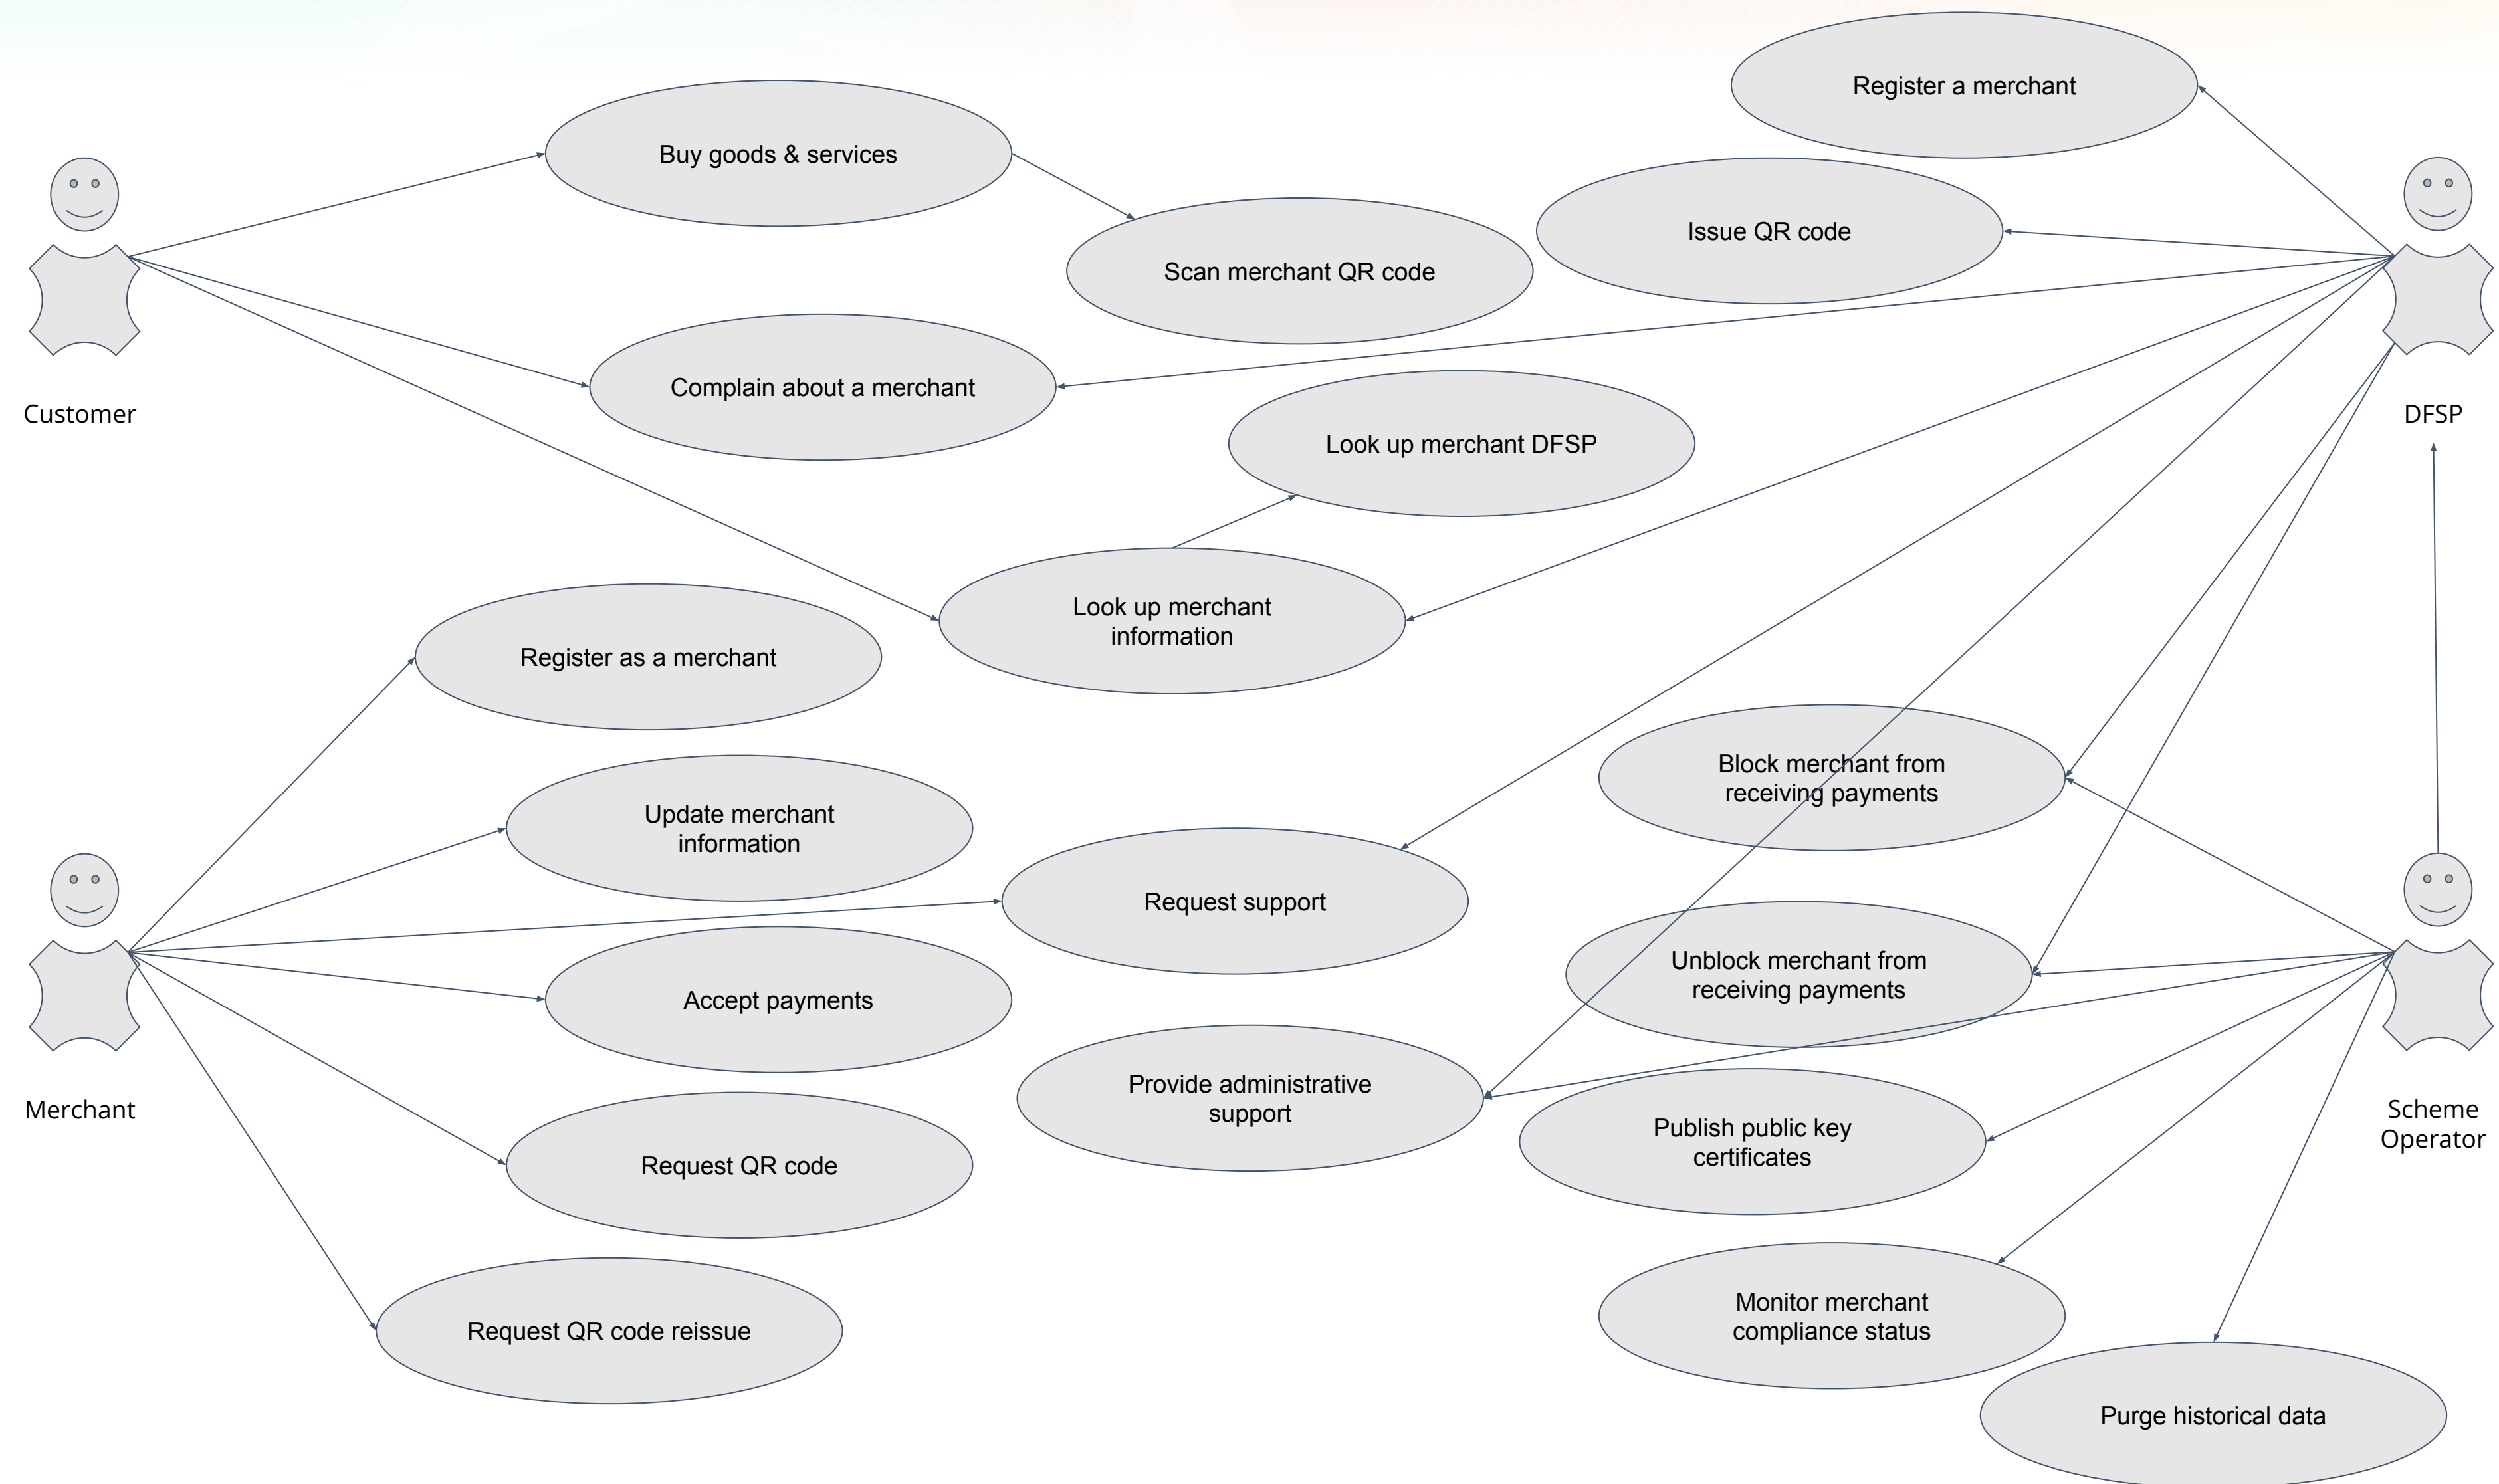 Register a merchant
Buy goods & services
Issue QR code
Scan merchant QR code
Complain about a merchant
Customer
DFSP
Look up merchant DFSP
Look up merchant
information
Register as a merchant
Block merchant from
receiving payments
Update merchant
information
Request support
Unblock merchant from
receiving payments
Accept payments
Provide administrative
support
Merchant
Scheme
Operator
Publish public key
certificates
Request QR code
Monitor merchant
compliance status
Request QR code reissue
Purge historical data